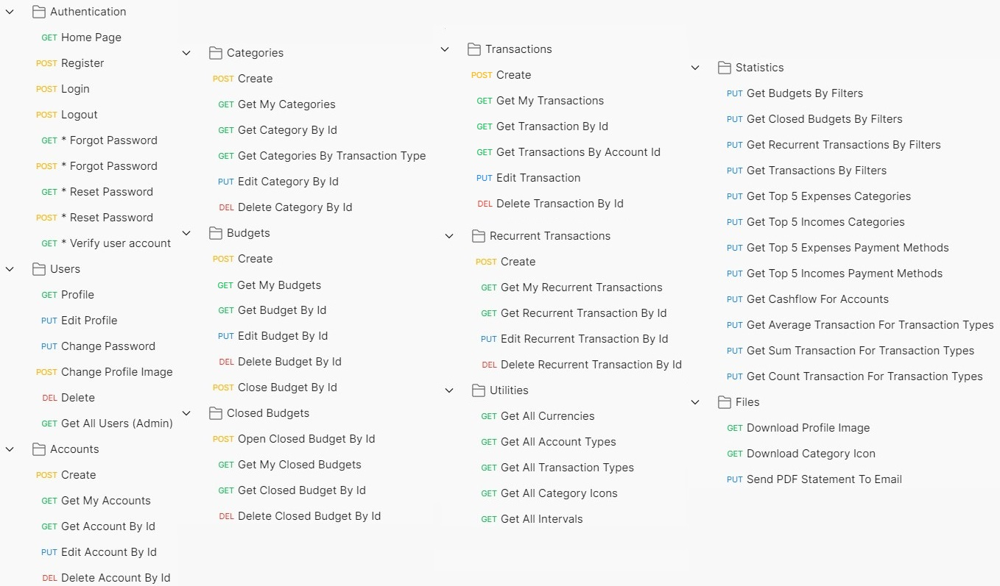 Authentication
GET Home Page
POST Register
POST Login
POST Logout
GET * Forgot Password
POST * Forgot Password
GET * Reset Password
POST * Reset Password
GET * Verify user account
Users
GET Profile
PUT Edit Profile
PUT Change Password
POST Change Profile Image
DEL Delete
GET Get All Users (Admin)
Accounts
POST Create
GET Get My Accounts
GET Get Account By Id
PUT Edit Account By Id
DEL Delete Account By Id
Categories
POST Create
GET Get My Categories
GET Get Category By Id
GET Get Categories By Transaction Type
PUT Edit Category By Id
DEL Delete Category By Id
Budgets
POST Create
GET Get My Budgets
GET Get Budget By Id
PUT Edit Budget By Id
DEL Delete Budget By Id
POST Close Budget By Id
Closed Budgets
POST Open Closed Budget By Id
GET Get My Closed Budgets
GET Get Closed Budget By Id
DEL Delete Closed Budget By Id
Transactions
POST Create
GET Get My Transactions
GET Get Transaction By Id
GET Get Transactions By Account Id
PUT Edit Transaction
DEL Delete Transaction By Id
Recurrent Transactions
POST Create
GET Get My Recurrent Transactions
GET Get Recurrent Transaction By Id
PUT Edit Recurrent Transaction By Id
DEL Delete Recurrent Transaction By Id
Utilities
GET Get All Currencies
GET Get All Account Types
GET Get All Transaction Types
GET Get All Category Icons
GET Get All Intervals
Statistics
PUT Get Budgets By Filters
PUT Get Closed Budgets By Filters
PUT Get Recurrent Transactions By Filters
PUT Get Transactions By Filters
PUT Get Top 5 Expenses Categories
PUT Get Top 5 Incomes Categories
PUT Get Top 5 Expenses Payment Methods
PUT Get Top 5 Incomes Payment Methods
PUT Get Cashflow For Accounts
PUT Get Average Transaction For Transaction Types
PUT Get Sum Transaction For Transaction Types
PUT Get Count Transaction For Transaction Types
Files
GET Download Profile Image
GET Download Category Icon
PUT Send PDF Statement To Email